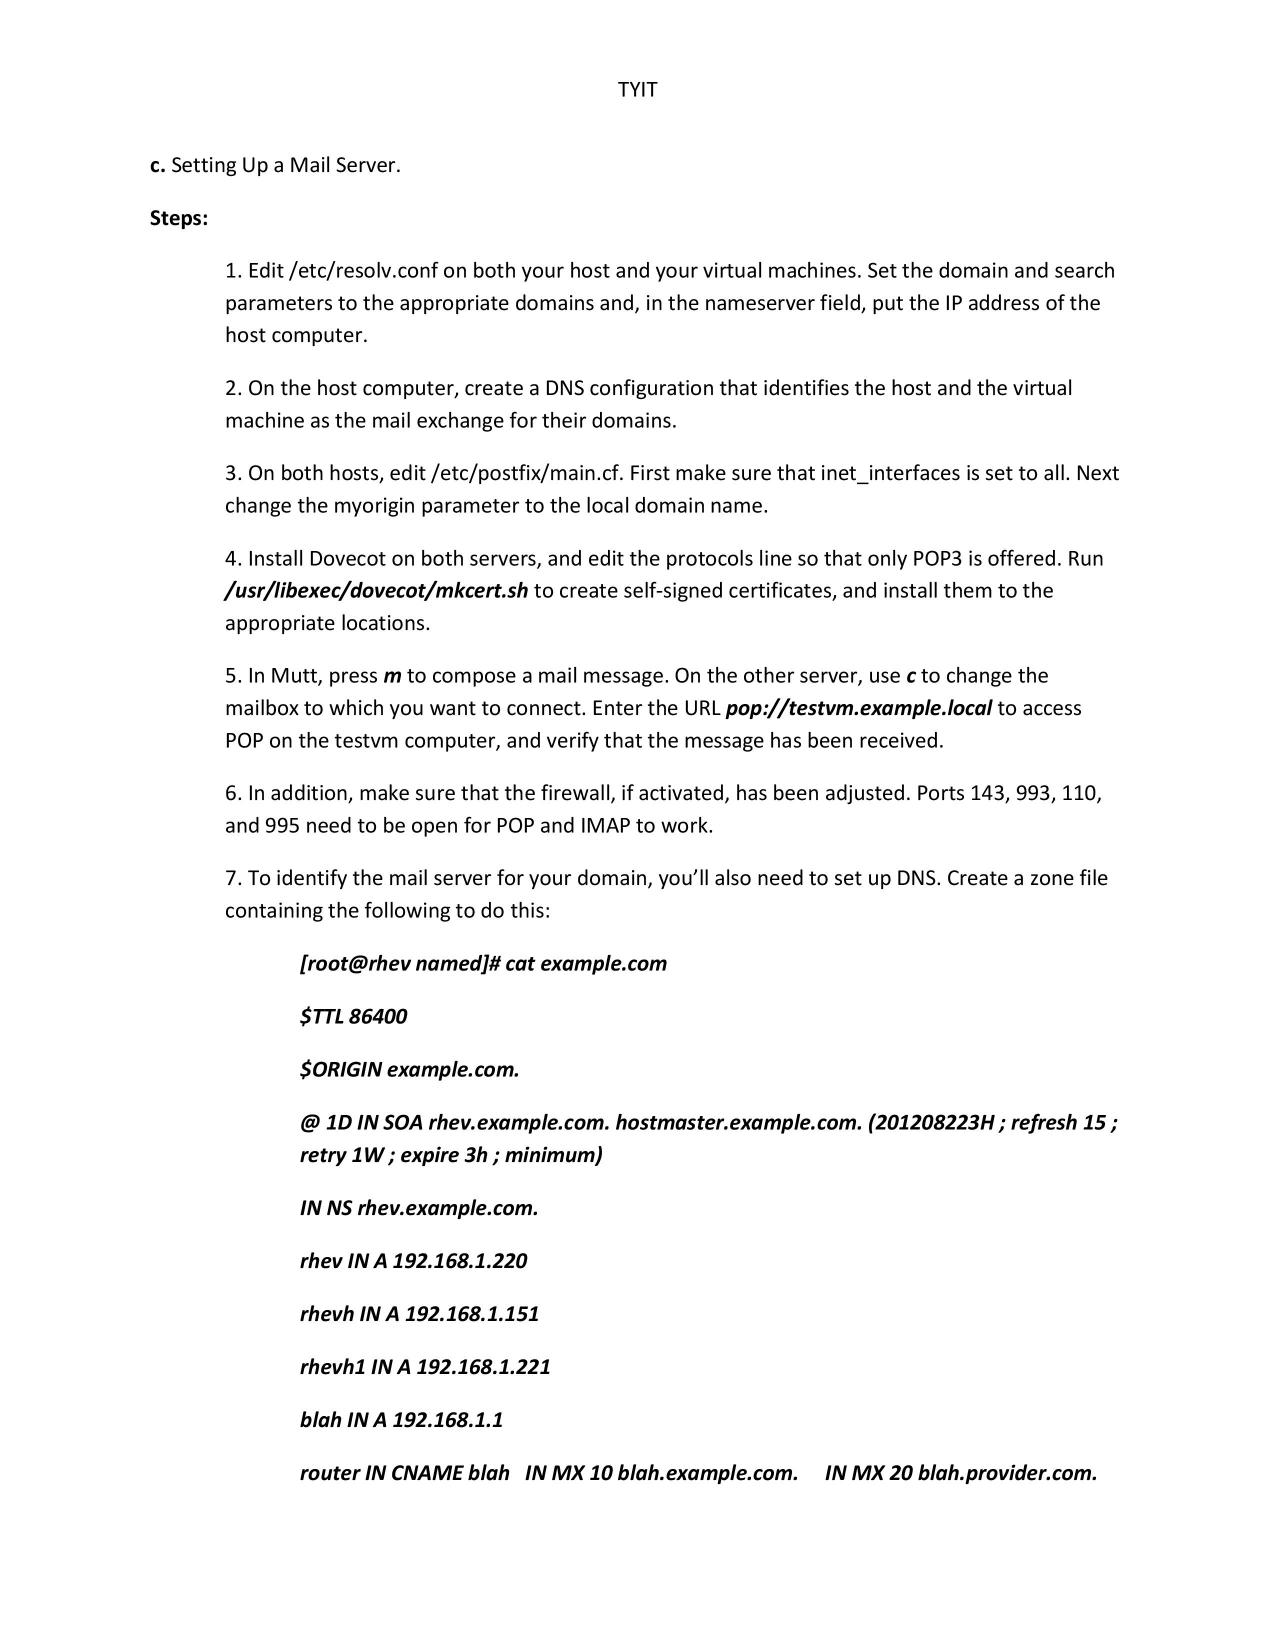 TYIT
c. Setting Up a Mail Server.
Steps:
1. Edit /etc/resolv.conf on both your host and your virtual machines. Set the domain and search
parameters to the appropriate domains and, in the nameserver field, put the IP address of the
host computer.
2. On the host computer, create a DNS configuration that identifies the host and the virtual
machine as the mail exchange for their domains.
3. On both hosts, edit /etc/postfix/main.cf. First make sure that inet_interfaces is set to all. Next
change the myorigin parameter to the local domain name.
4. Install Dovecot on both servers, and edit the protocols line so that only POP3 is offered. Run
/usr/libexec/dovecot/mkcert.sh to create self-signed certificates, and install them to the
appropriate locations.
5. In Mutt, press m to compose a mail message. On the other server, use c to change the
mailbox to which you want to connect. Enter the URL pop://testvm.example.local to access
POP on the testvm computer, and verify that the message has been received.
6. In addition, make sure that the firewall, if activated, has been adjusted. Ports 143, 993, 110,
and 995 need to be open for POP and IMAP to work.
7. To identify the mail server for your domain, you’ll also need to set up DNS. Create a zone file
containing the following to do this:
[root@rhev named]# cat example.com
$TTL 86400
$ORIGIN example.com.
@ 1D IN SOA rhev.example.com. hostmaster.example.com. (201208223H ; refresh 15 ;
retry 1W ; expire 3h ; minimum)
IN NS rhev.example.com.
rhev IN A 192.168.1.220
rhevh IN A 192.168.1.151
rhevh1 IN A 192.168.1.221
blah IN A 192.168.1.1
router IN CNAME blah IN MX 10 blah.example.com. IN MX 20 blah.provider.com.